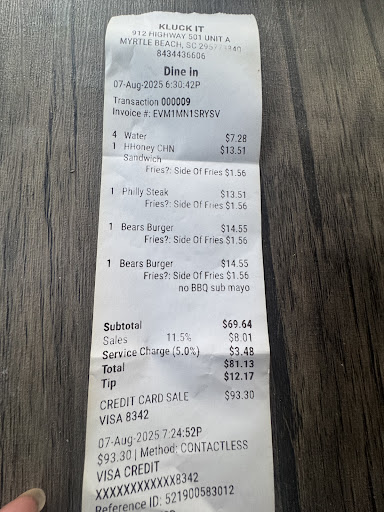 KLUCK IT
912 HIGHWAY 501 UNIT A
MYRTLE BEACH, SC
8434436606
Dine in
07-Aug-2025 6:30:42P
Transaction 000009
Invoice #: EVM1MN1SRYSV
4 Water $7.28
1 HHoney CHN $13.51
Sandwich
Fries?: Side Of Fries $1.56
1 Philly Steak $13.51
Fries?: Side Of Fries $1.56
1 Bears Burger $14.55
Fries?: Side Of Fries $1.56
1 Bears Burger $14.55
Fries?: Side Of Fries $1.56
no BBQ sub mayo
Subtotal $69.64
Sales 11.5% $8.01
Service Charge (5.0%) $3.48
Total $81.13
Tip $12.17
CREDIT CARD SALE $93.30
VISA 8342
07-Aug-2025 7:24:52P
$93.30 | Method: CONTACTLESS
VISA CREDIT
XXXXXXXXXXXX8342
Reference ID: 521900583012